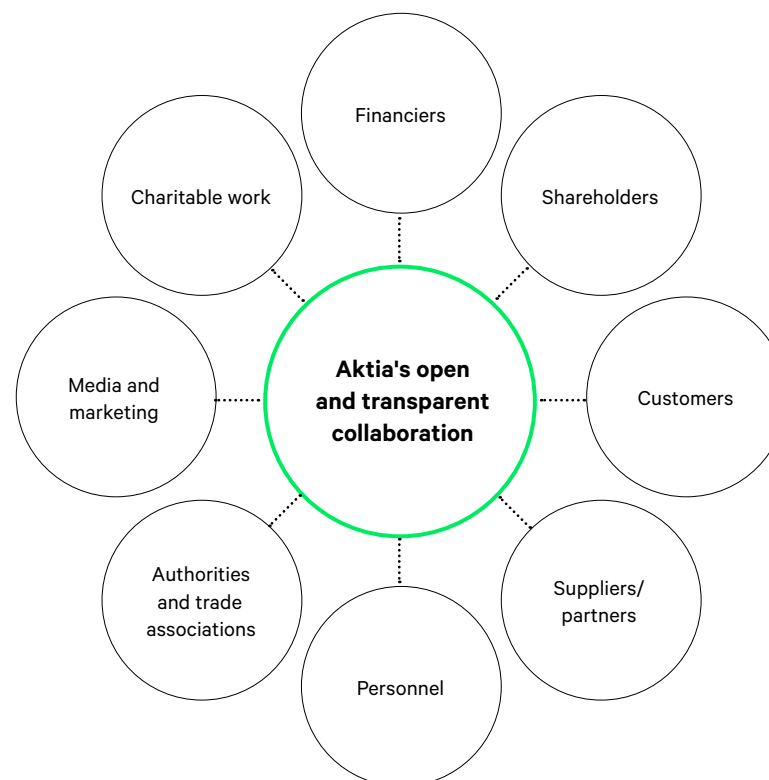 Financiers
Charitable work
Shareholders
Aktia's open
and transparent
collaboration
Media and
marketing
Customers
Authorities
and trade
associations
Suppliers/
partners
Personnel